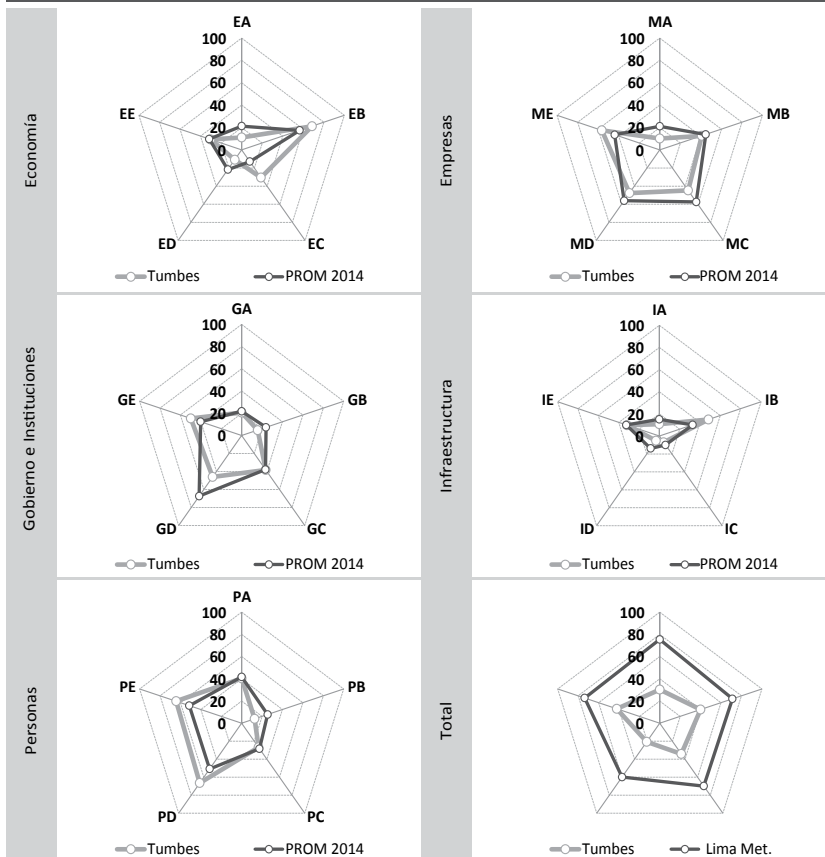 Economía
EA
100
80
60
40
20
0
EE
EB
ED
EC
Tumbes
PROM 2014
Empresas
MA
100
80
60
40
20
0
ME
MB
MD
MC
Tumbes
PROM 2014
Gobierno e Instituciones
GA
100
80
60
40
20
0
GE
GB
GD
GC
Tumbes
PROM 2014
Infraestructura
IA
100
80
60
40
20
0
IE
IB
ID
IC
Tumbes
PROM 2014
Personas
PA
100
80
60
40
20
0
PE
PB
PD
PC
Tumbes
PROM 2014
Total
100
80
60
40
20
0
Tumbes
Lima Met.